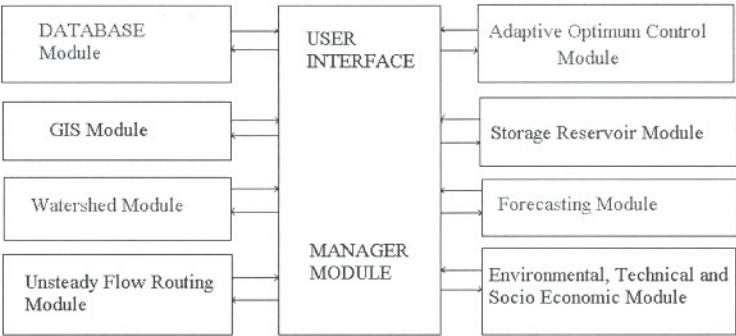 DATABASE
Module
GIS Module
Watershed Module
Unsteady Flow Routing
Module
USER
INTERFACE
MANAGER
MODULE
Adaptive Optimum Control
Module
Storage Reservoir Module
Forecasting Module
Environmental, Technical and
Socio Economic Module